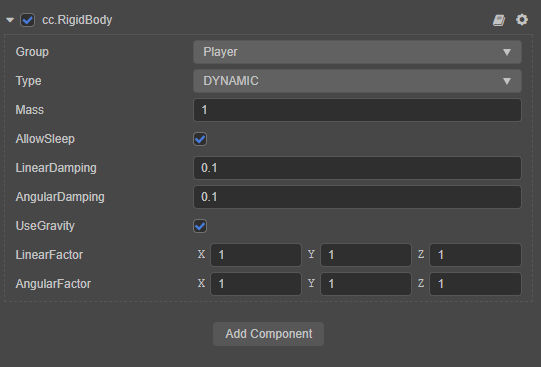 cc.RigidBody
Group Player
Type DYNAMIC
Mass 1
AllowSleep
LinearDamping 0.1
AngularDamping 0.1
UseGravity
LinearFactor X 1 Y 1 Z 1
AngularFactor X 1 Y 1 Z 1
Add Component